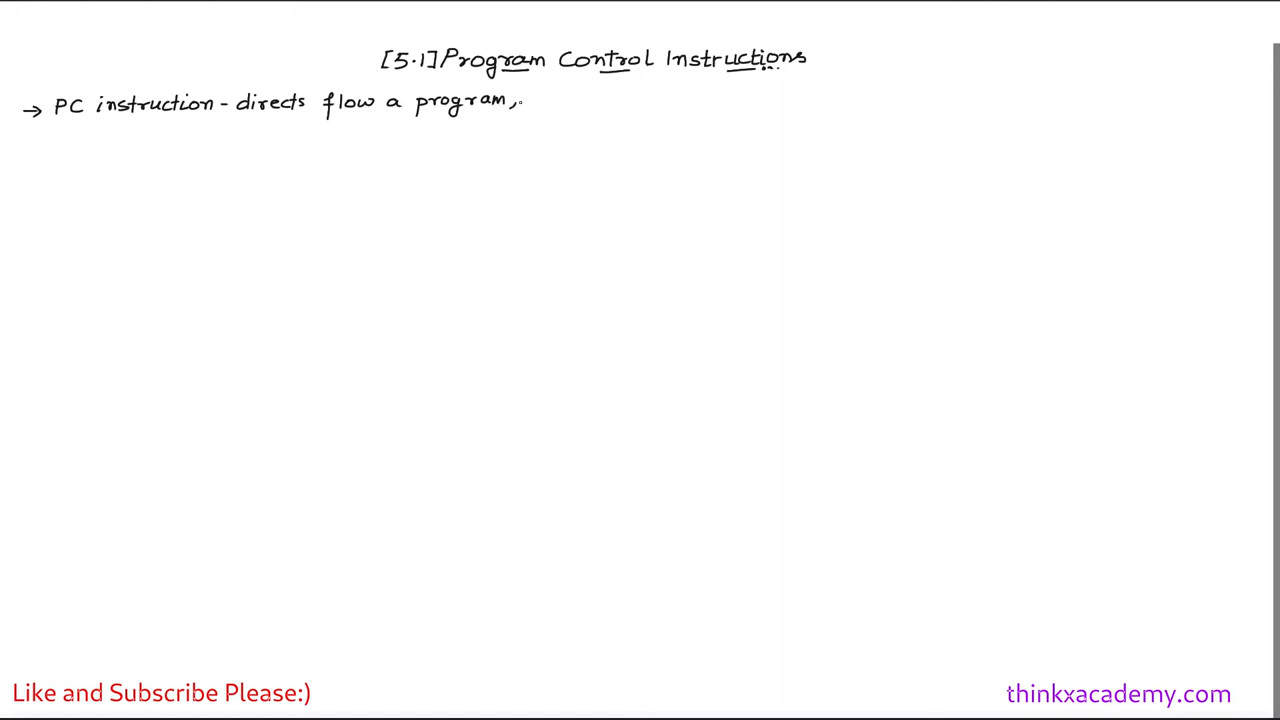 [5.1] Program Control Instructions
→ PC instruction - directs flow a program,
Like and Subscribe Please:)
thinkxacademy.com